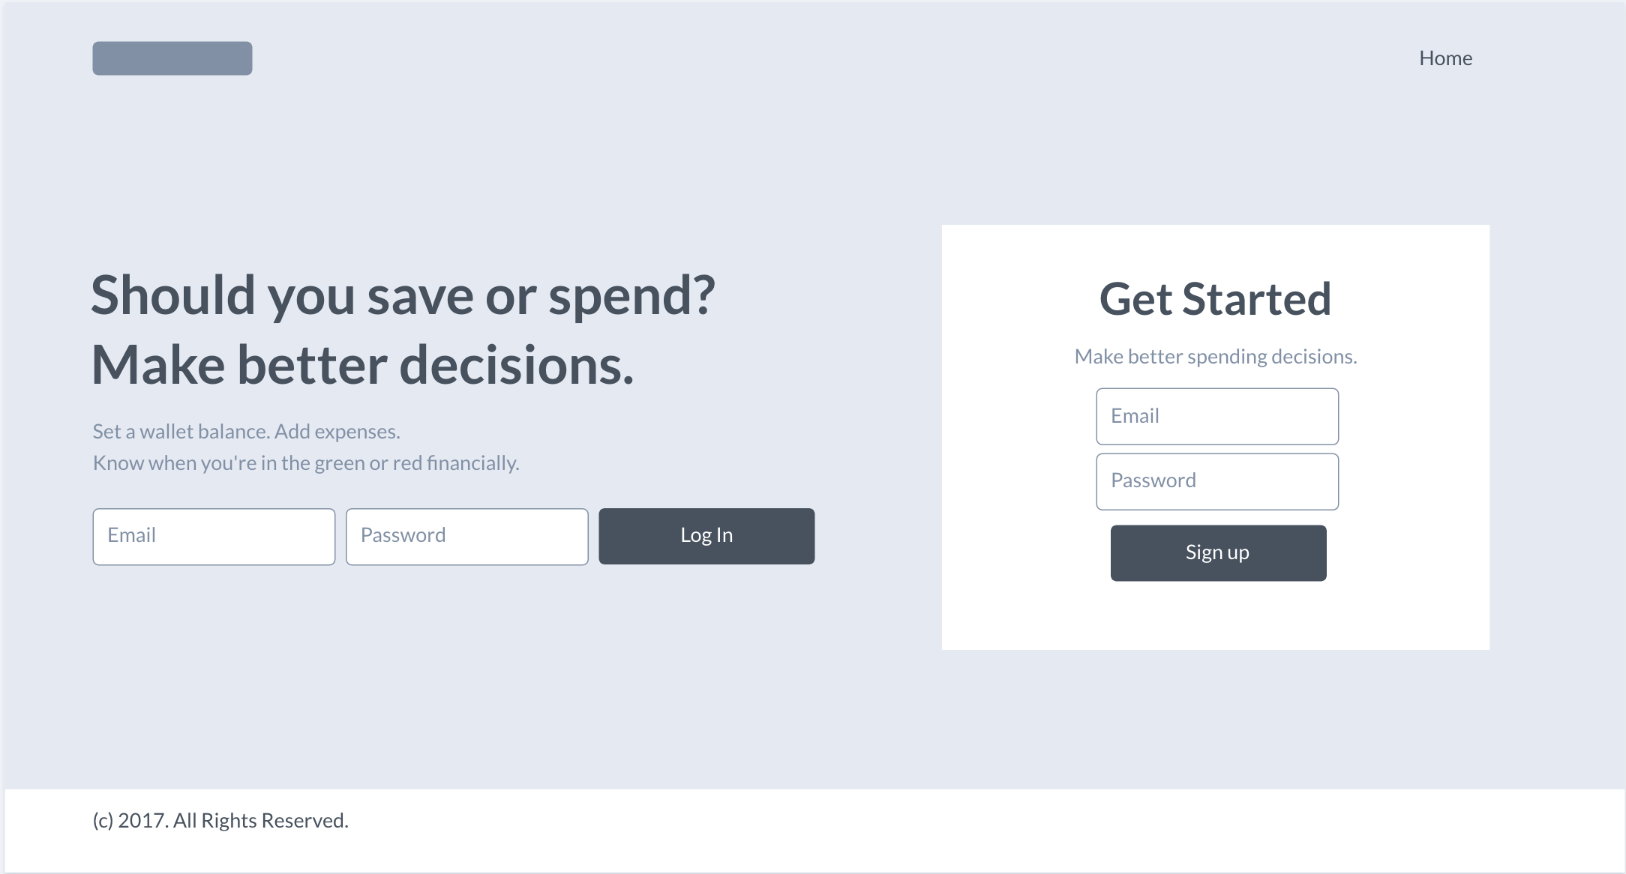 Home
Should you save or spend?
Make better decisions.
Set a wallet balance. Add expenses.
Know when you're in the green or red financially.
Email
Password
Log In
Get Started
Make better spending decisions.
Email
Password
Sign up
(c) 2017. All Rights Reserved.